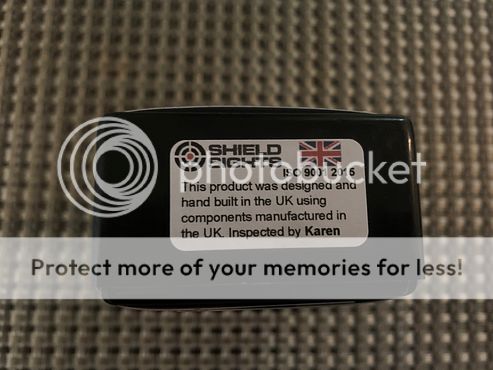 SHIELD
SIGHTS
ISO 9001 2015
This product was designed and
hand built in the UK using
components manufactured in
the UK. Inspected by Karen
photobucket
Protect more of your memories for less!